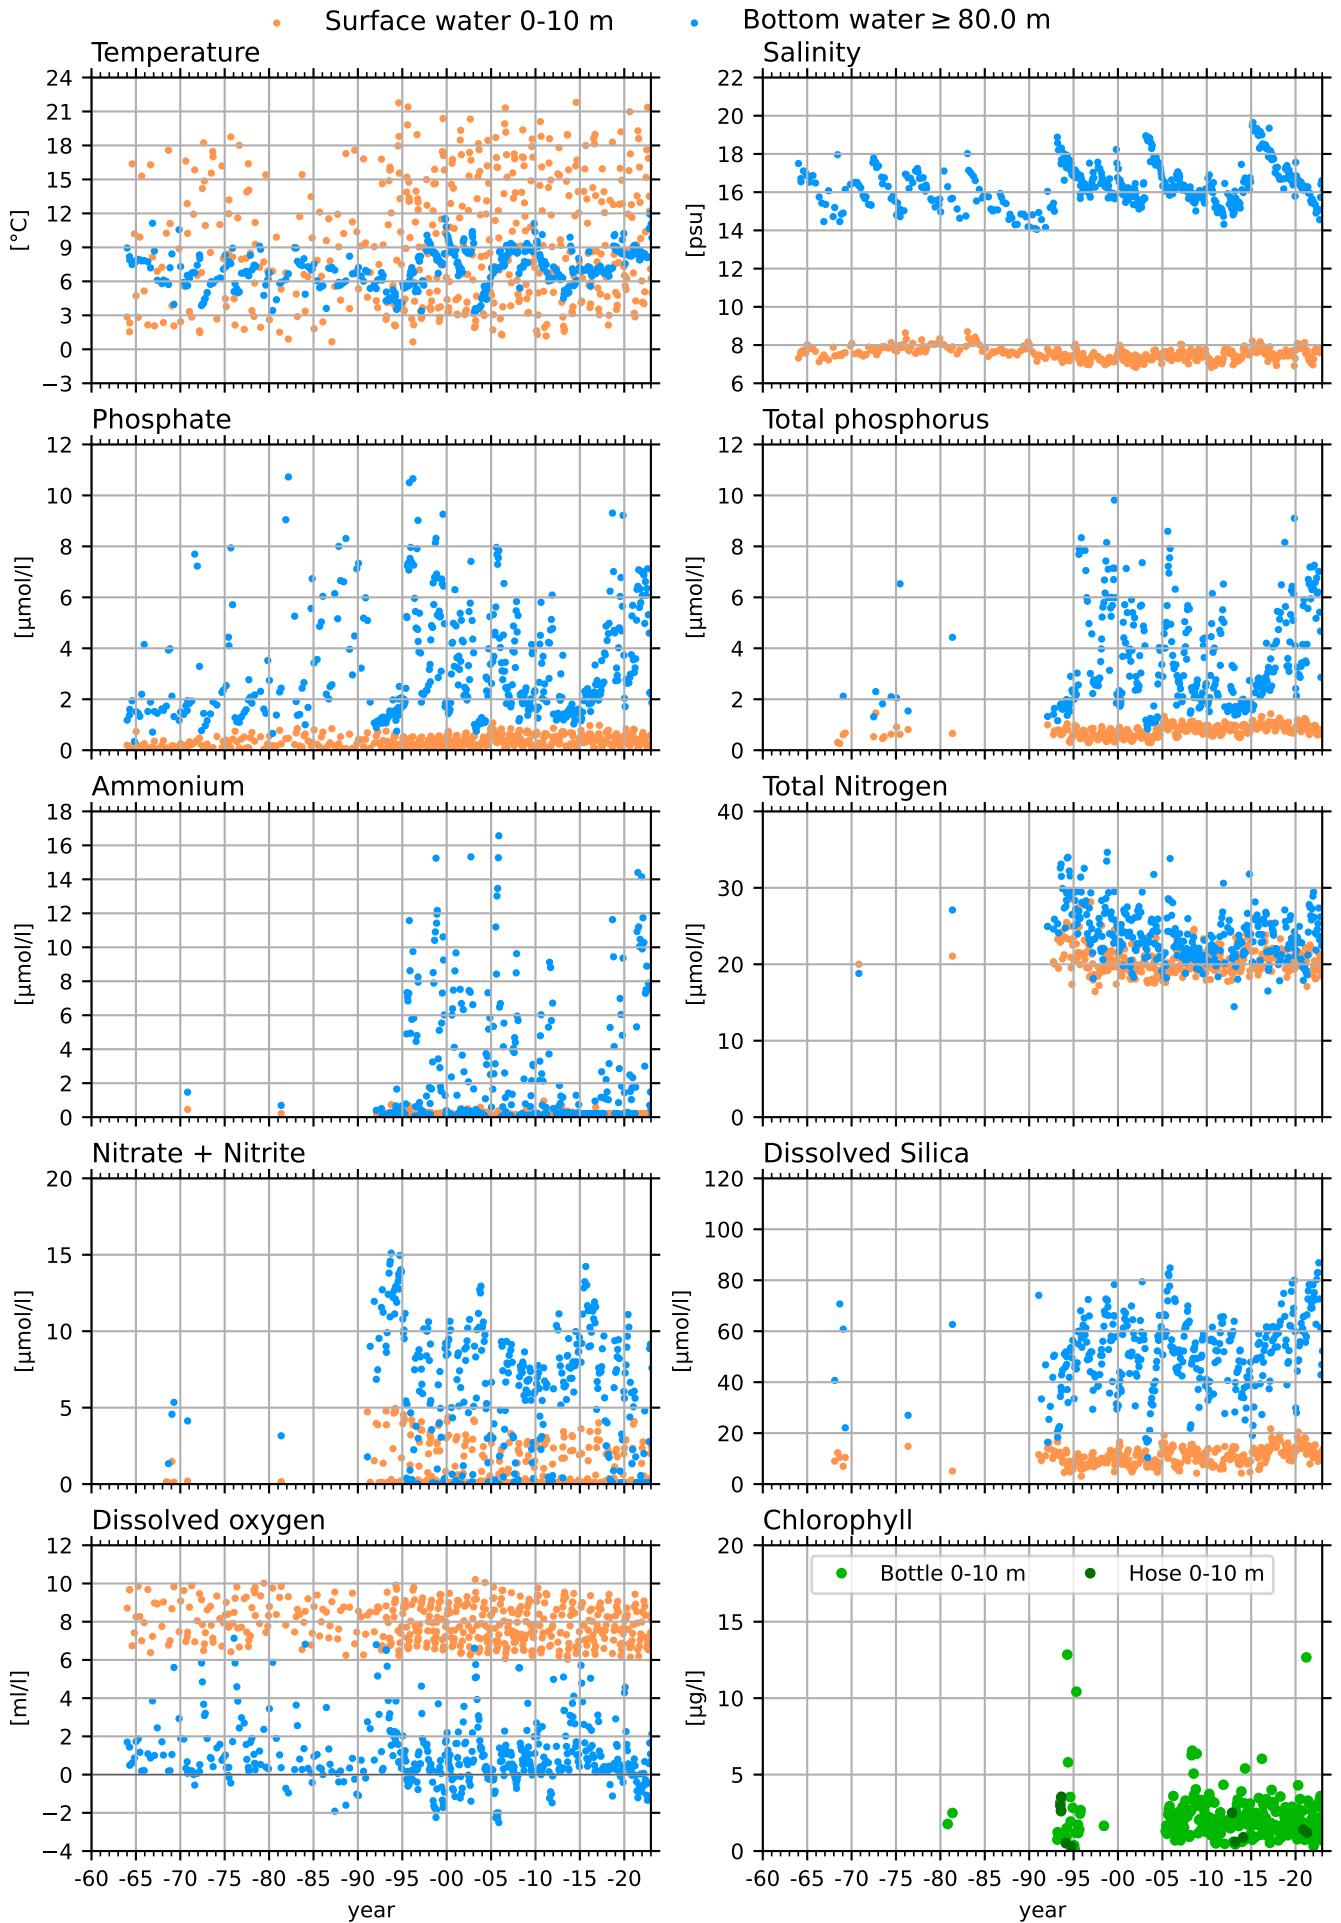 Surface water 0-10 m Bottom water ≥ 80.0 m
Temperature
24
21
18
15
12
9
6
3
0
−3
[°C]
Salinity
22
20
18
16
14
12
10
8
6
[psu]
Phosphate
12
10
8
6
4
2
0
[μmol/l]
Total phosphorus
12
10
8
6
4
2
0
[μmol/l]
Ammonium
18
16
14
12
10
8
6
4
2
0
[μmol/l]
Total Nitrogen
40
30
20
10
0
[μmol/l]
Nitrate + Nitrite
20
15
10
5
0
[μmol/l]
Dissolved Silica
120
100
80
60
40
20
0
[μmol/l]
Dissolved oxygen
12
10
8
6
4
2
0
−2
−4
[ml/l]
-60 -65 -70 -75 -80 -85 -90 -95 -00 -05 -10 -15 -20
year
Chlorophyll
Bottle 0-10 m Hose 0-10 m
20
15
10
5
0
[μg/l]
-60 -65 -70 -75 -80 -85 -90 -95 -00 -05 -10 -15 -20
year